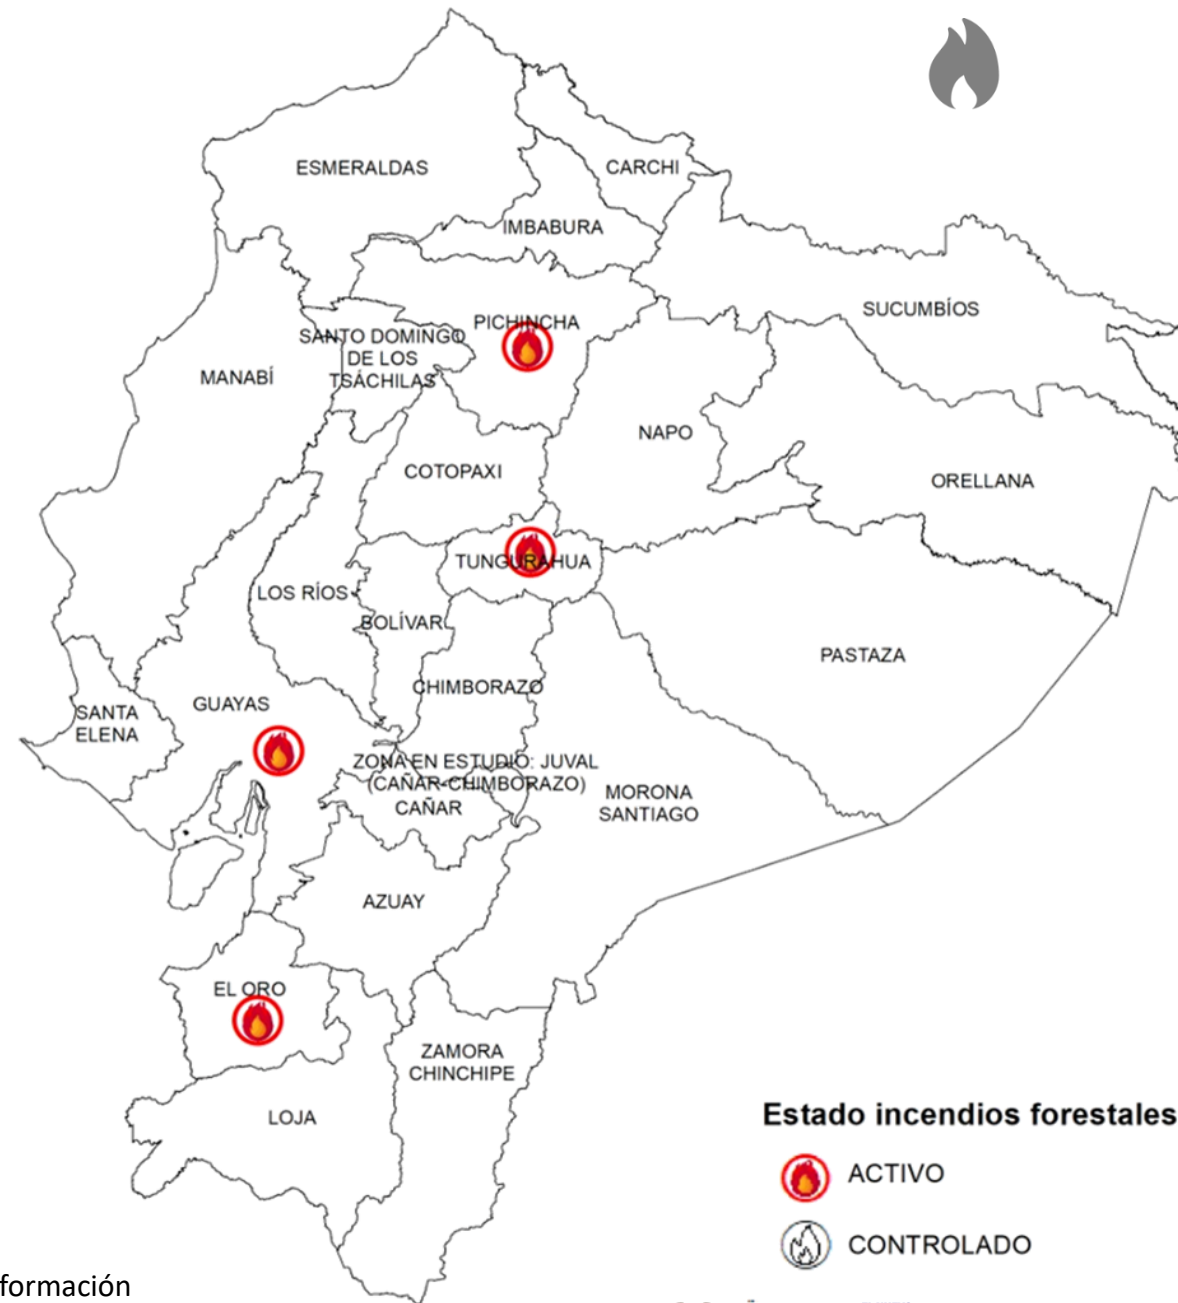 ESMERALDAS
CARCHI
IMBABURA
SUCUMBÍOS
PICHINCHA
SANTO DOMINGO
DE LOS
TSÁCHILAS
MANABÍ
NAPO
COTOPAXI
ORELLANA
TUNGURAHUA
LOS RÍOS
BOLÍVAR
PASTAZA
CHIMBORAZO
GUAYAS
SANTA
ELENA
ZONA EN ESTUDIO: JUVAL
(CAÑAR-CHIMBORAZO)
CAÑAR
MORONA
SANTIAGO
AZUAY
EL ORO
ZAMORA
CHINCHIPE
LOJA
Estado incendios forestales
ACTIVO
CONTROLADO
formación